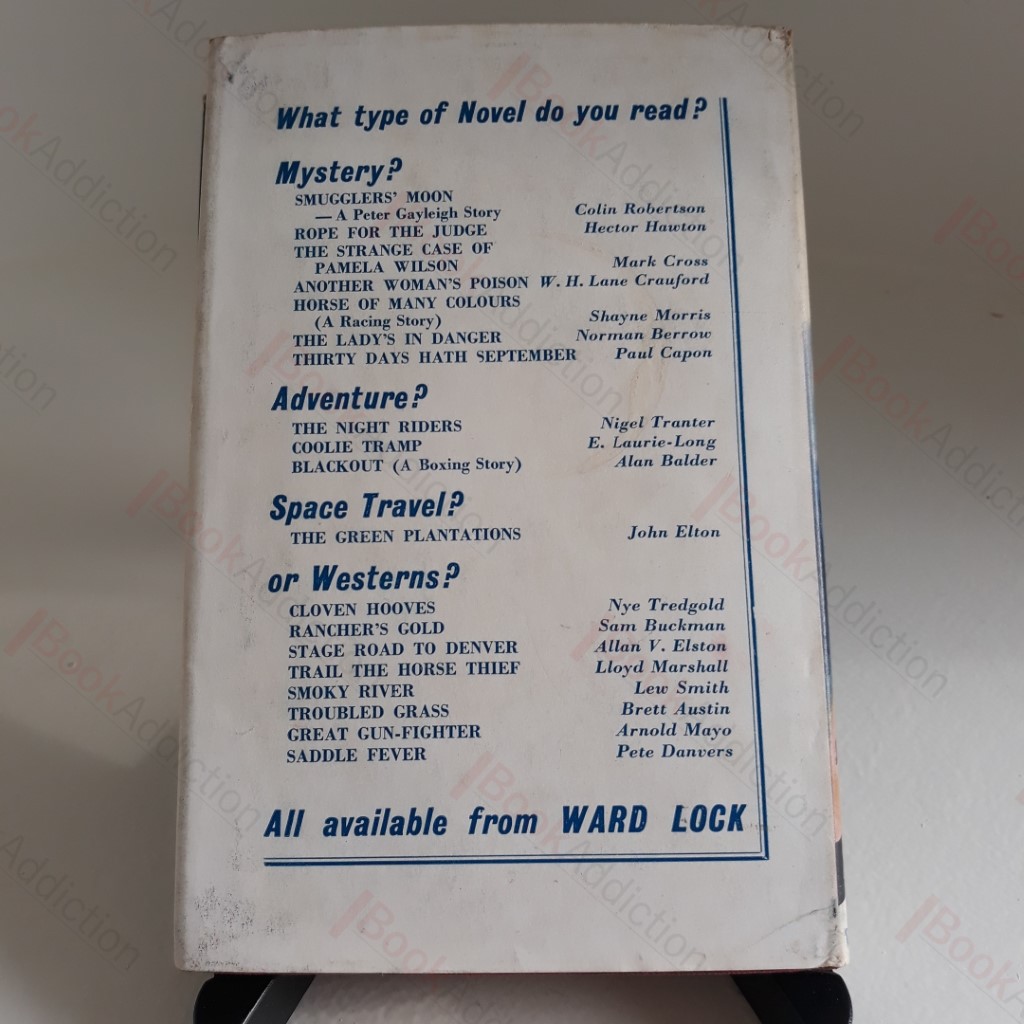 What type of Novel do you read?
Mystery?
SMUGGLERS' MOON
— A Peter Gayleigh Story Colin Robertson
ROPE FOR THE JUDGE Hector Hawton
THE STRANGE CASE OF
PAMELA WILSON Mark Cross
ANOTHER WOMAN'S POISON W. H. Lane Crauford
HORSE OF MANY COLOURS
(A Racing Story) Shayne Morris
THE LADY'S IN DANGER Norman Berrow
THIRTY DAYS HATH SEPTEMBER Paul Capon
Adventure?
THE NIGHT RIDERS Nigel Tranter
COOLIE TRAMP E. Laurie-Long
BLACKOUT (A Boxing Story) Alan Balder
Space Travel?
THE GREEN PLANTATIONS John Elton
or Westerns?
CLOVEN HOOVES Nye Tredgold
RANCHER'S GOLD Sam Buckman
STAGE ROAD TO DENVER Allan V. Elston
TRAIL THE HORSE THIEF Lloyd Marshall
SMOKY RIVER Lew Smith
TROUBLED GRASS Brett Austin
GREAT GUN-FIGHTER Arnold Mayo
SADDLE FEVER Pete Danvers
All available from WARD LOCK
BookAddiction